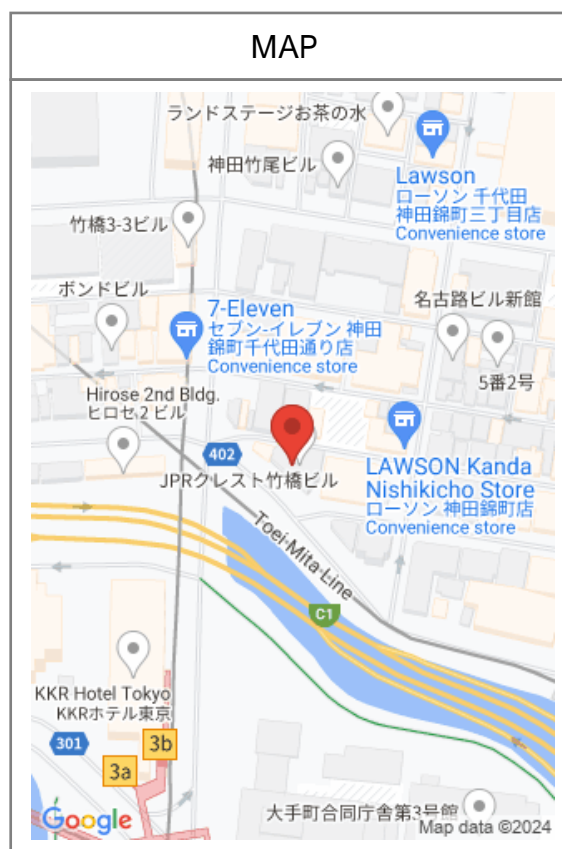 MAP
ランドステージお茶の水
神田竹尾ビル
Lawson
ローソン 千代田
神田錦町三丁目店
Convenience store
竹橋3-3ビル
ボンドビル
7-Eleven
セブン-イレブン 神田
錦町千代田通り店
Convenience store
名古路ビル新館
5番2号
Hirose 2nd Bldg.
ヒロセ 2 ビル
402
JPRクレスト竹橋ビル
LAWSON Kanda
Nishikicho Store
ローソン 神田錦町店
Convenience store
Toei-Mita-Line
C1
KKR Hotel Tokyo
KKRホテル東京
301
3b
3a
大手町合同庁舎第3号館
Google
Map data ©2024